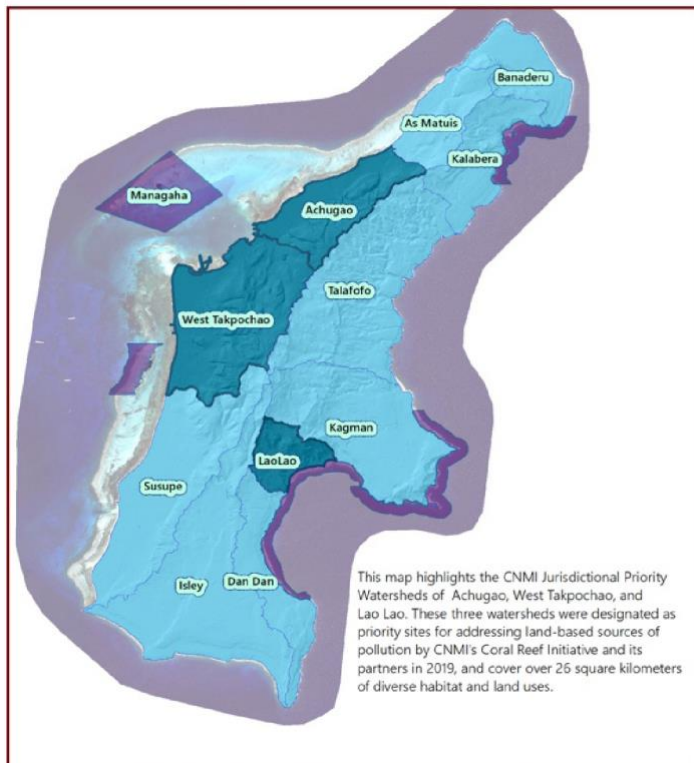 Banaderu
As Matuis
Kalabera
Managaha
Achugao
Talafofo
West Takpochao
Kagman
LaoLao
Susupe
Isley
Dan Dan
This map highlights the CNMI Jurisdictional Priority
Watersheds of Achugao, West Takpochao, and
Lao Lao. These three watersheds were designated as
priority sites for addressing land-based sources of
pollution by CNMI's Coral Reef Initiative and its
partners in 2019, and cover over 26 square kilometers
of diverse habitat and land uses.